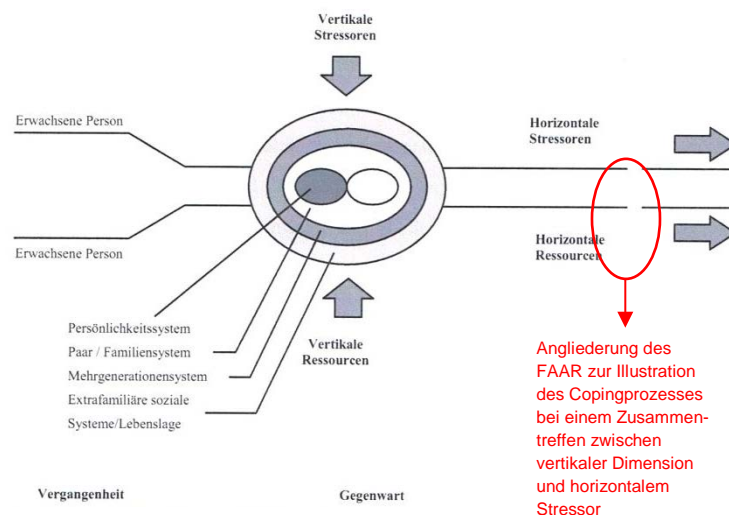 Vertikale
Stressoren
Erwachsene Person
Horizontale
Stressoren
Erwachsene Person
Horizontale
Ressourcen
Persönlichkeitssystem
Paar / Familiensystem
Mehrgenerationensystem
Extrafamiliäre soziale
Systeme/Lebenslage
Vertikale
Ressourcen
Angliederung des
FAAR zur Illustration
des Copingprozesses
bei einem Zusammen-
treffen zwischen
vertikaler Dimension
und horizontalem
Stressor
Vergangenheit
Gegenwart